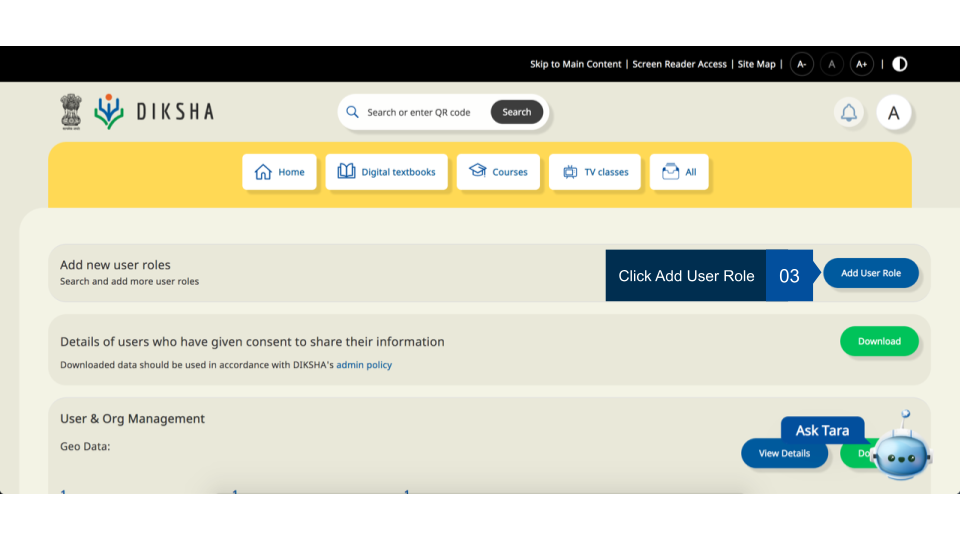 Skip to Main Content | Screen Reader Access | Site Map | A- A A+ |
DIKSHA
Search or enter QR code Search
A
Home Digital textbooks Courses TV classes All
Add new user roles
Search and add more user roles
Click Add User Role 03
Add User Role
Details of users who have given consent to share their information
Downloaded data should be used in accordance with DIKSHA's admin policy
Download
User & Org Management
Geo Data:
Ask Tara
View Details